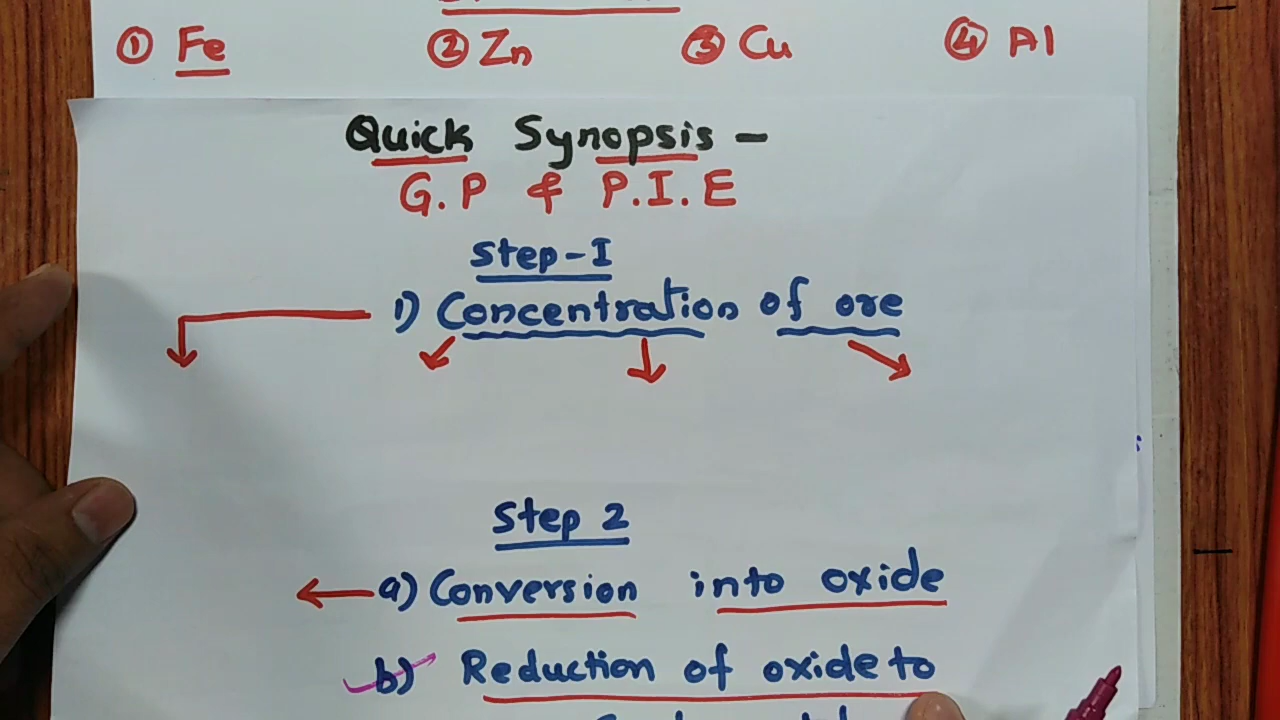 ① Fe ② Zn ③ Cu ④ Al
Quick Synopsis -
G.P & P.I.E
Step-I
1) Concentration of ore
Step 2
a) Conversion into oxide
b) Reduction of oxide to